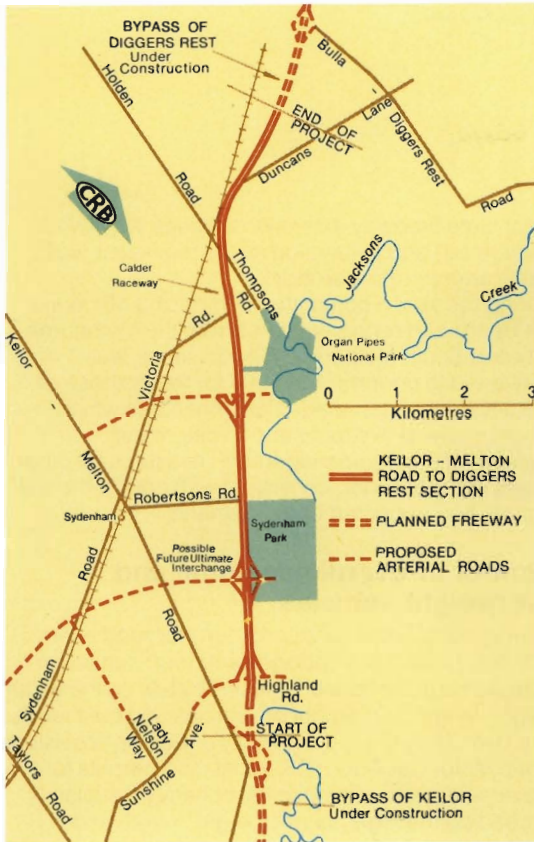 BYPASS OF
DIGGERS REST
Under
Construction
Bulla
Holden
Road
END OF
PROJECT
Lane
Duncans
Diggers
Rest
Road
CRB
Thompsons
Rd.
Jacksons
Creek
Calder
Raceway
Rd.
Organ Pipes
National Park
Keilor
Victoria
0 1 2 3
Kilometres
Melton
KEILOR - MELTON
ROAD TO DIGGERS
REST SECTION
Robertsons Rd.
Sydenham
Sydenham
Park
PLANNED FREEWAY
Possible
Future Ultimate
Interchange
PROPOSED
ARTERIAL ROADS
Road
Road
Highland
Rd.
Sydenham
Lady
Nelson
Way
Ave.
START OF
PROJECT
Taylors
Road
Sunshine
BYPASS OF KEILOR
Under Construction